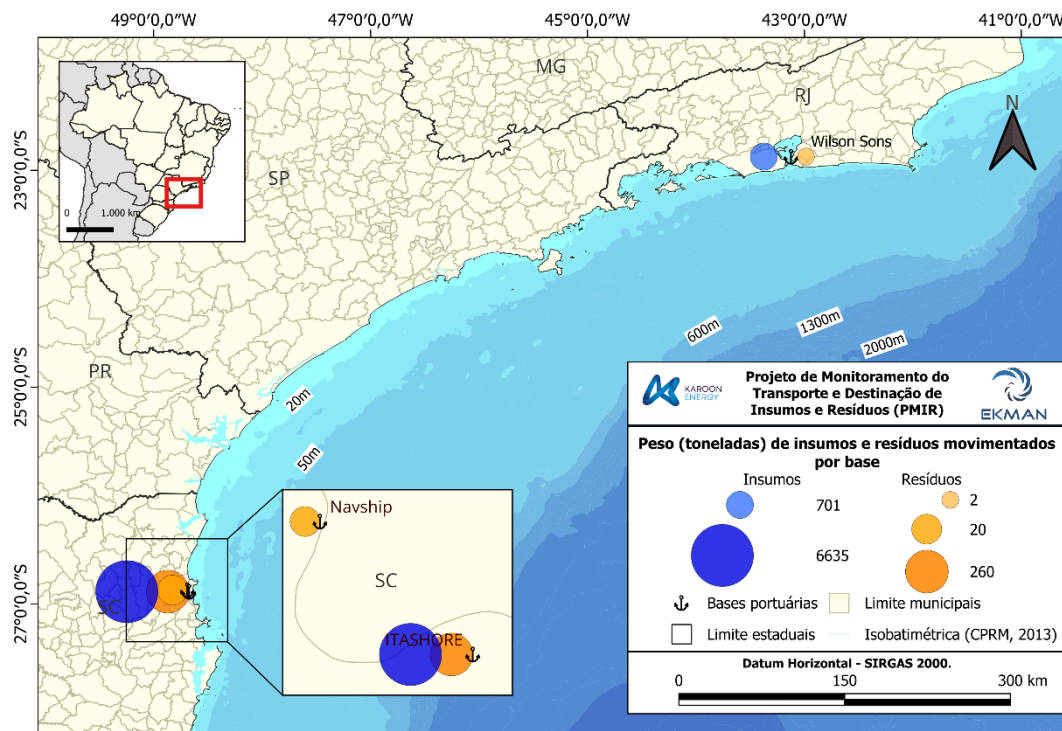 49°0'0,0"W
47°0'0,0"W
45°0'0,0"W
43°0'0,0"W
41°0'0,0"W
23°0'0,0"S
25°0'0,0"S
27°0'0,0"S
0
1.000 km
MG
RJ
N
Wilson Sons
SP
PR
SC
600m
1300m
2000m
20m
50m
Navship
SC
ITASHORE
KAROON
ENERGY
Projeto de Monitoramento do
Transporte e Destinação de
Insumos e Resíduos (PMIR)
EKMAN
Peso (toneladas) de insumos e resíduos movimentados
por base
Insumos
Resíduos
701
6635
2
20
260
Bases portuárias
Limite municipais
Limite estaduais
Isobatimétrica (CPRM, 2013)
Datum Horizontal - SIRGAS 2000.
0
150
300 km